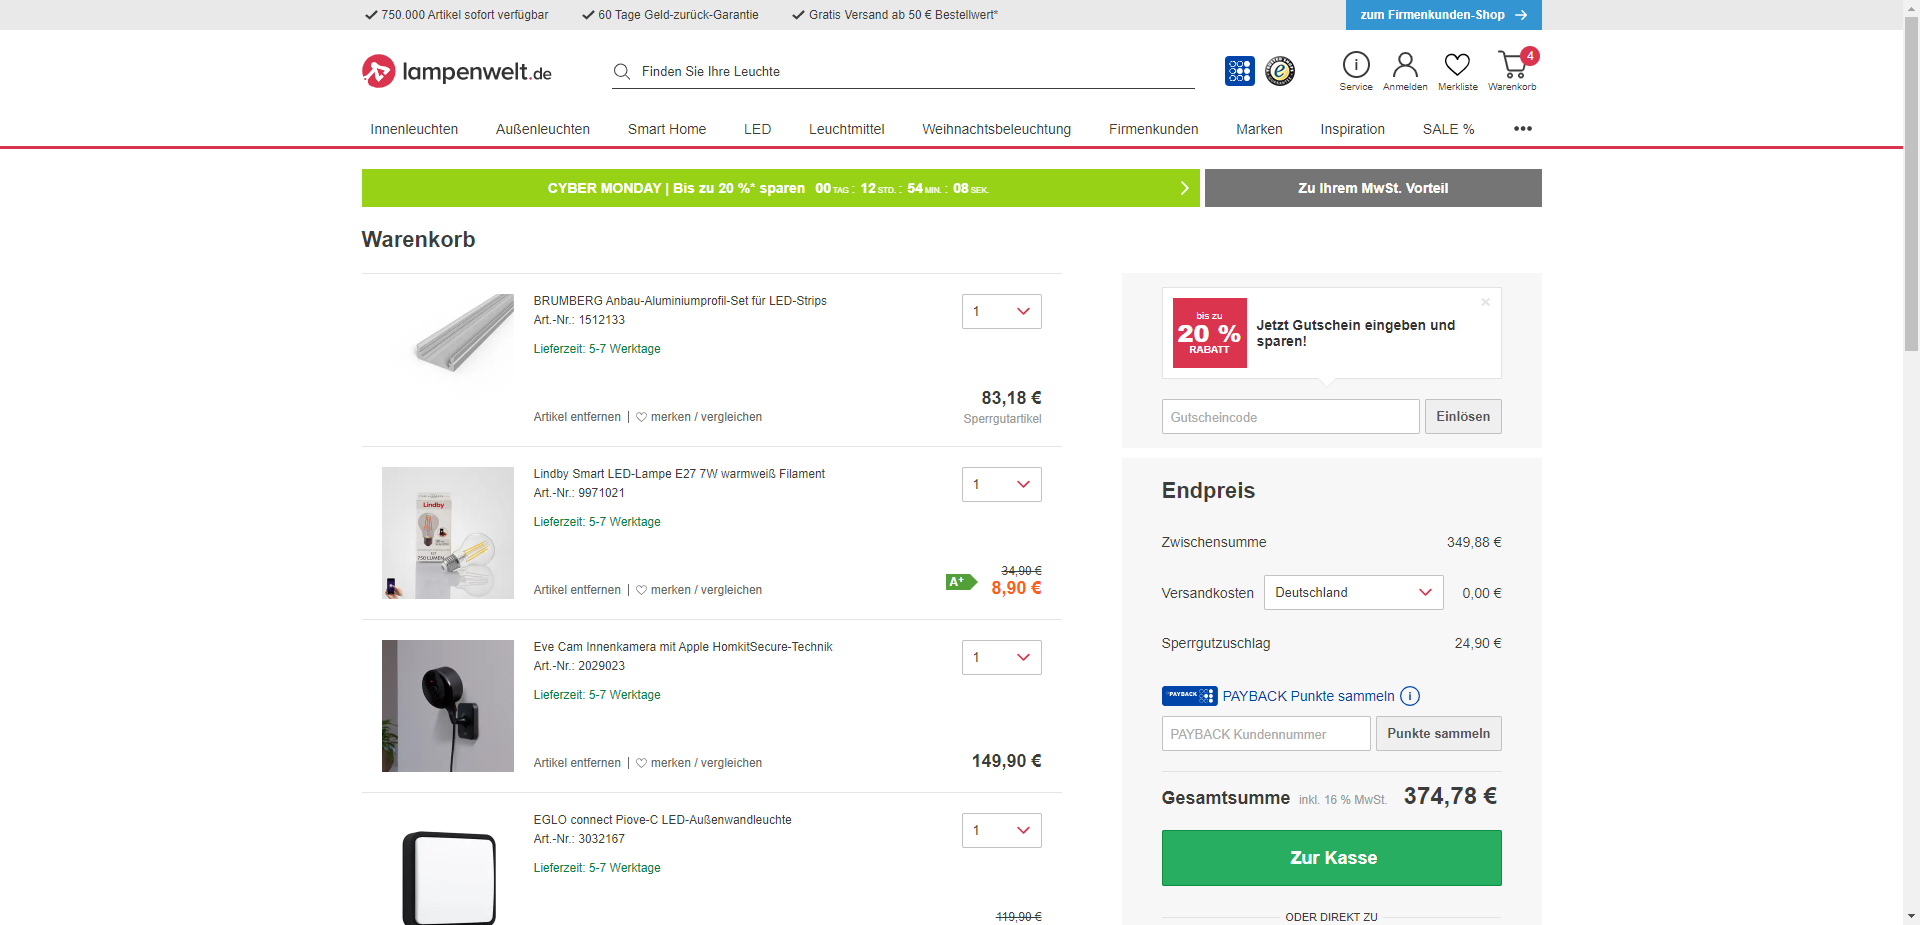 750.000 Artikel sofort verfügbar
60 Tage Geld-zurück-Garantie
Gratis Versand ab 50 € Bestellwert*
zum Firmenkunden-Shop
lampenwelt.de
Finden Sie Ihre Leuchte
Service
Anmelden
Merkliste
4
Warenkorb
Innenleuchten
Außenleuchten
Smart Home
LED
Leuchtmittel
Weihnachtsbeleuchtung
Firmenkunden
Marken
Inspiration
SALE %
CYBER MONDAY | Bis zu 20 %* sparen 00 TAG : 12 STD. : 54 MIN. : 08 SEK.
Zu Ihrem MwSt. Vorteil
Warenkorb
BRUMBERG Anbau-Aluminiumprofil-Set für LED-Strips
Art.-Nr.: 1512133
Lieferzeit: 5-7 Werktage
1
83,18 €
Sperrgutartikel
Artikel entfernen | merken / vergleichen
Lindby
750 LUMEN
Lindby Smart LED-Lampe E27 7W warmweiß Filament
Art.-Nr.: 9971021
Lieferzeit: 5-7 Werktage
1
A+
34,90 €
8,90 €
Artikel entfernen | merken / vergleichen
Eve Cam Innenkamera mit Apple HomkitSecure-Technik
Art.-Nr.: 2029023
Lieferzeit: 5-7 Werktage
1
149,90 €
Artikel entfernen | merken / vergleichen
EGLO connect Piove-C LED-Außenwandleuchte
Art.-Nr.: 3032167
Lieferzeit: 5-7 Werktage
1
119,90 €
bis zu
20 %
RABATT
Jetzt Gutschein eingeben und
sparen!
Gutscheincode
Einlösen
Endpreis
Zwischensumme 349,88 €
Versandkosten Deutschland 0,00 €
Sperrgutzuschlag 24,90 €
PAYBACK PAYBACK Punkte sammeln
PAYBACK Kundennummer
Punkte sammeln
Gesamtsumme inkl. 16 % MwSt. 374,78 €
Zur Kasse
ODER DIREKT ZU